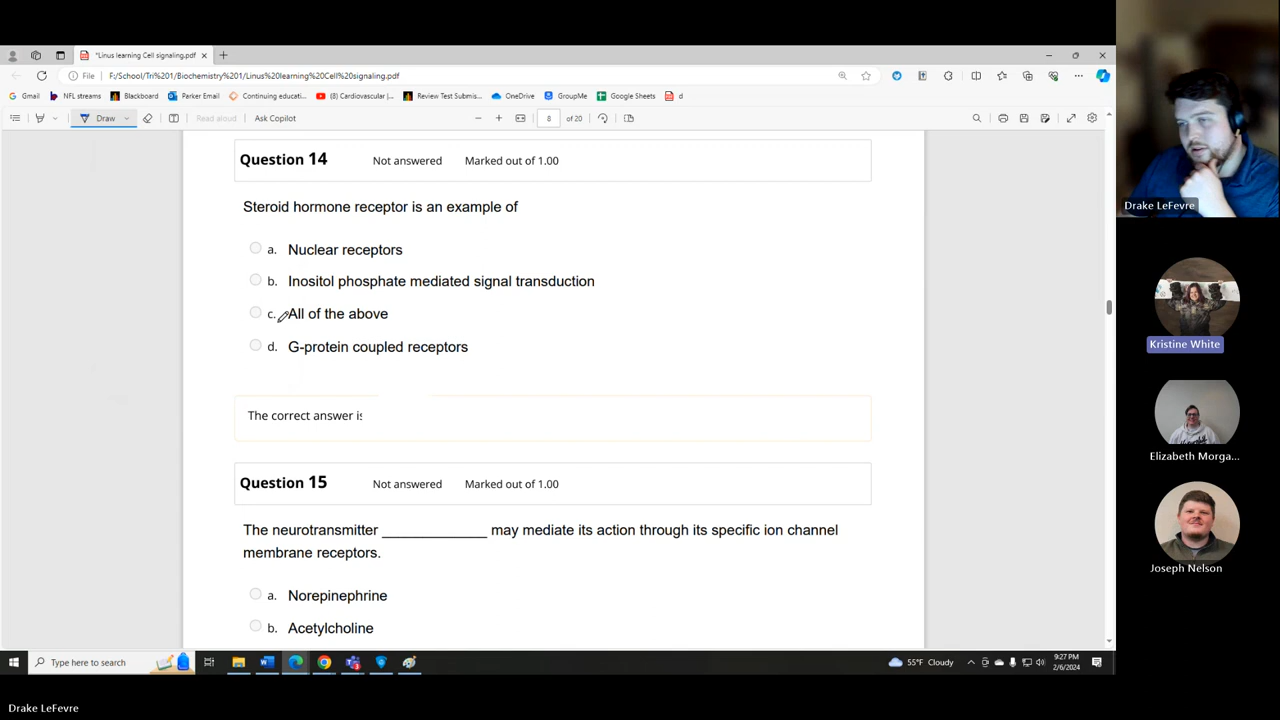 *Linus learning Cell signaling.pdf
File
F:/School/Tri%201/Biochemistry%201/Linus%20learning%20Cell%20signaling.pdf
Gmail
NFL streams
Blackboard
Parker Email
Continuing educati...
(8) Cardiovascular |...
Review Test Submis...
OneDrive
GroupMe
Google Sheets
d
Draw
Read aloud
Ask Copilot
8 of 20
Question 14 Not answered Marked out of 1.00
Steroid hormone receptor is an example of
a. Nuclear receptors
b. Inositol phosphate mediated signal transduction
c. All of the above
d. G-protein coupled receptors
The correct answer is
Question 15 Not answered Marked out of 1.00
The neurotransmitter ______________ may mediate its action through its specific ion channel
membrane receptors.
a. Norepinephrine
b. Acetylcholine
Type here to search
55°F Cloudy
9:27 PM
2/6/2024
Drake LeFevre
Kristine White
Elizabeth Morga...
Joseph Nelson
Drake LeFevre